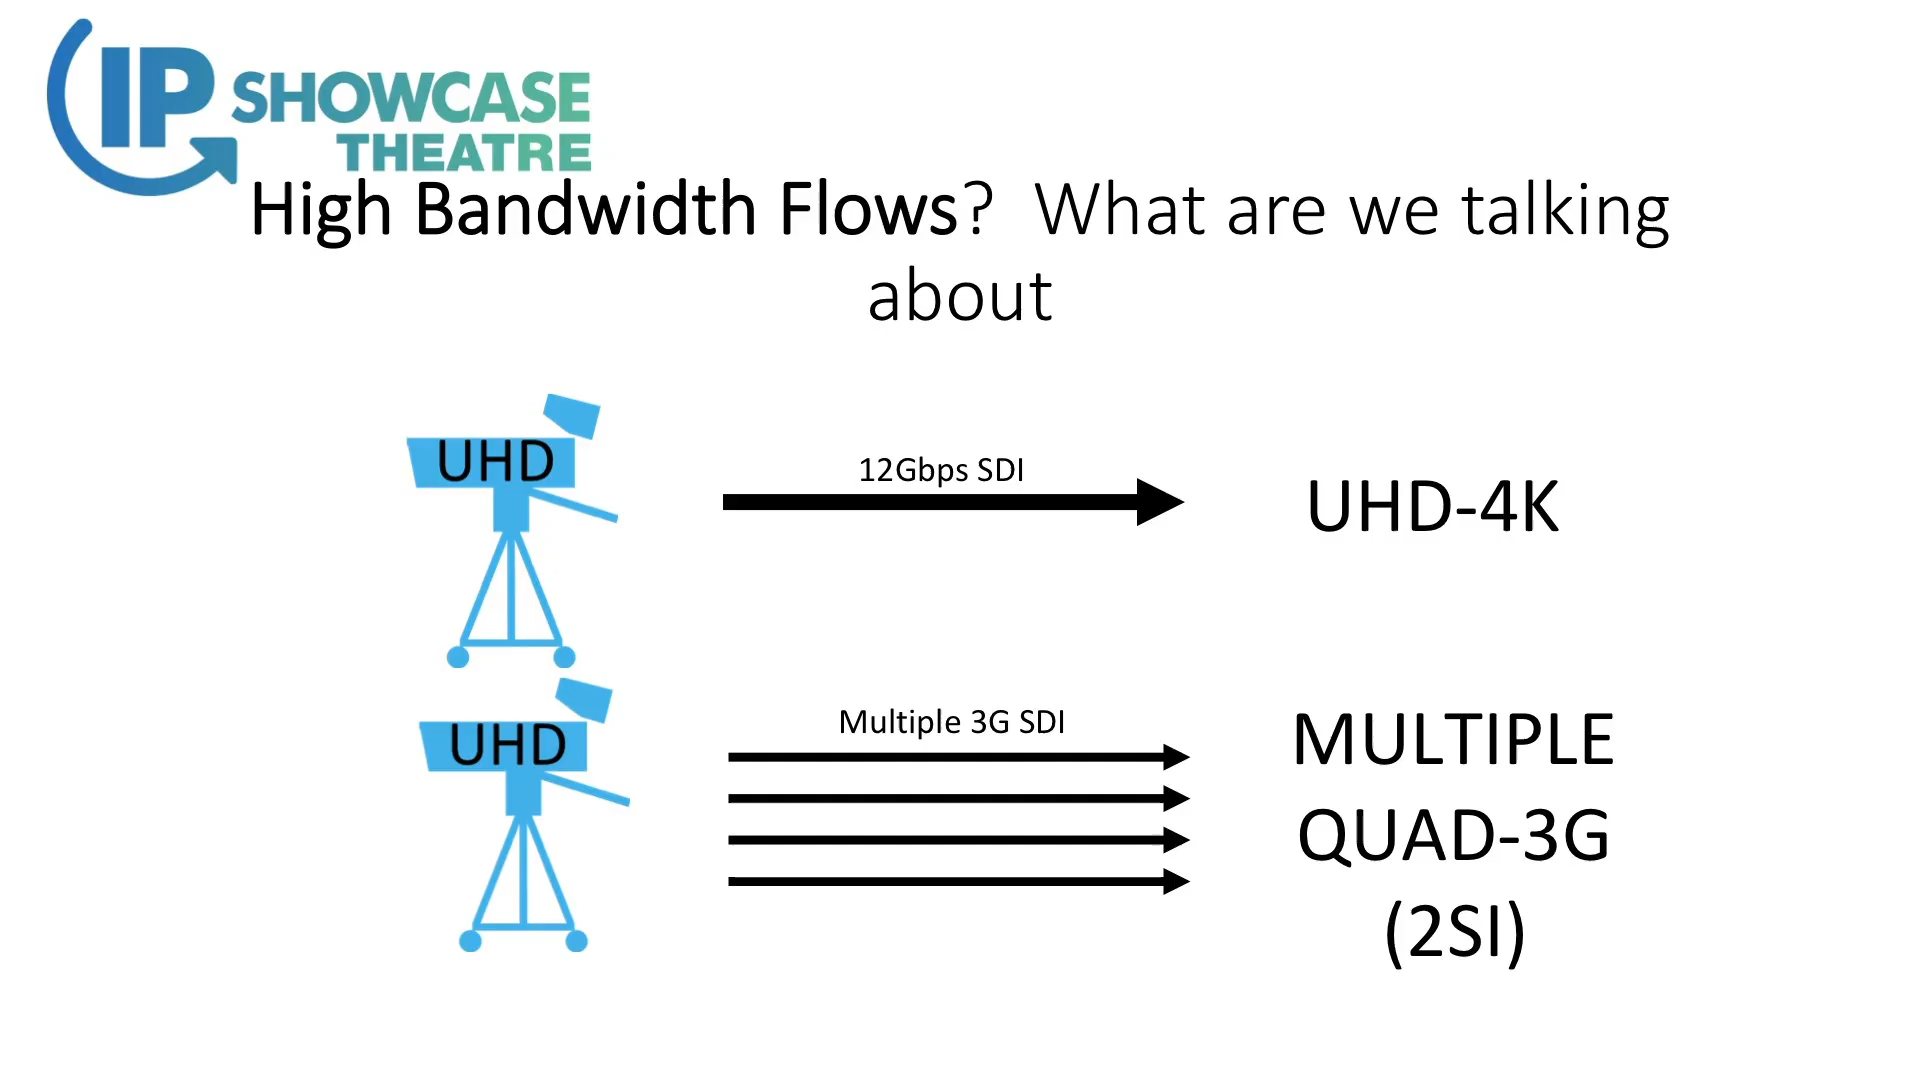 IP SHOWCASE
THEATRE
High Bandwidth Flows?  What are we talking
about
UHD
12Gbps SDI
UHD-4K
UHD
Multiple 3G SDI
MULTIPLE
QUAD-3G
(2SI)